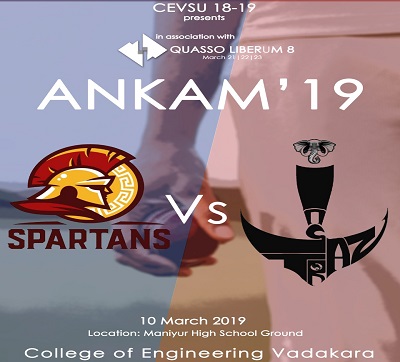 CEVSU 18-19
presents
in association with
QUASSO LIBERUM 8
March 21|22|23
ANKAM'19
SPARTANS
Vs
10 March 2019
Location: Maniyur High School Ground
College of Engineering Vadakara